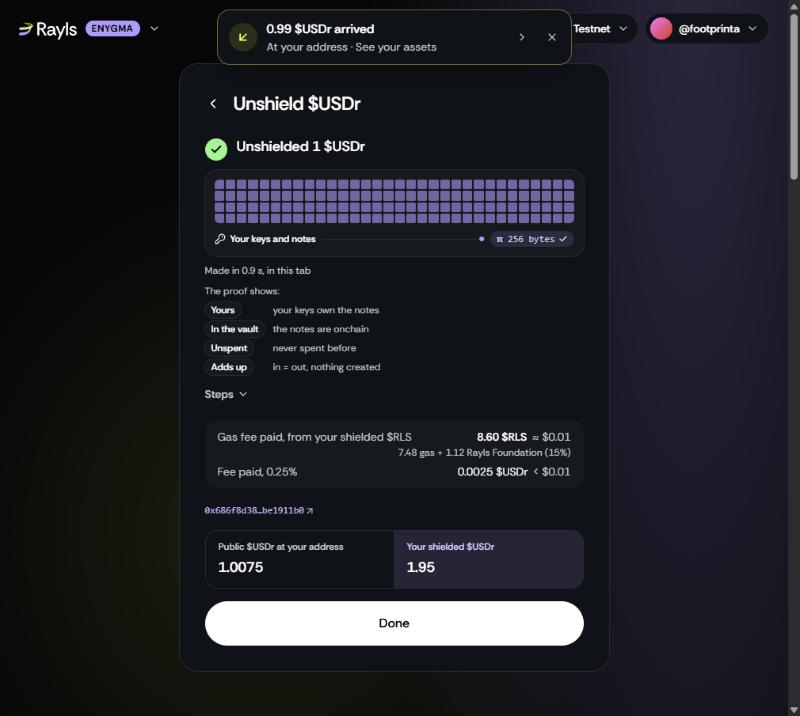 Rayls ENYGMA
0.99 $USDr arrived
At your address · See your assets
Testnet
@footprinta
Unshield $USDr
Unshielded 1 $USDr
Your keys and notes
π 256 bytes
Made in 0.9 s, in this tab
The proof shows:
Yours your keys own the notes
In the vault the notes are onchain
Unspent never spent before
Adds up in = out, nothing created
Steps
Gas fee paid, from your shielded $RLS 8.60 $RLS ≈ $0.01
7.48 gas + 1.12 Rayls Foundation (15%)
Fee paid, 0.25% 0.0025 $USDr < $0.01
0x686f8d38…be1911b0
Public $USDr at your address
1.0075
Your shielded $USDr
1.95
Done